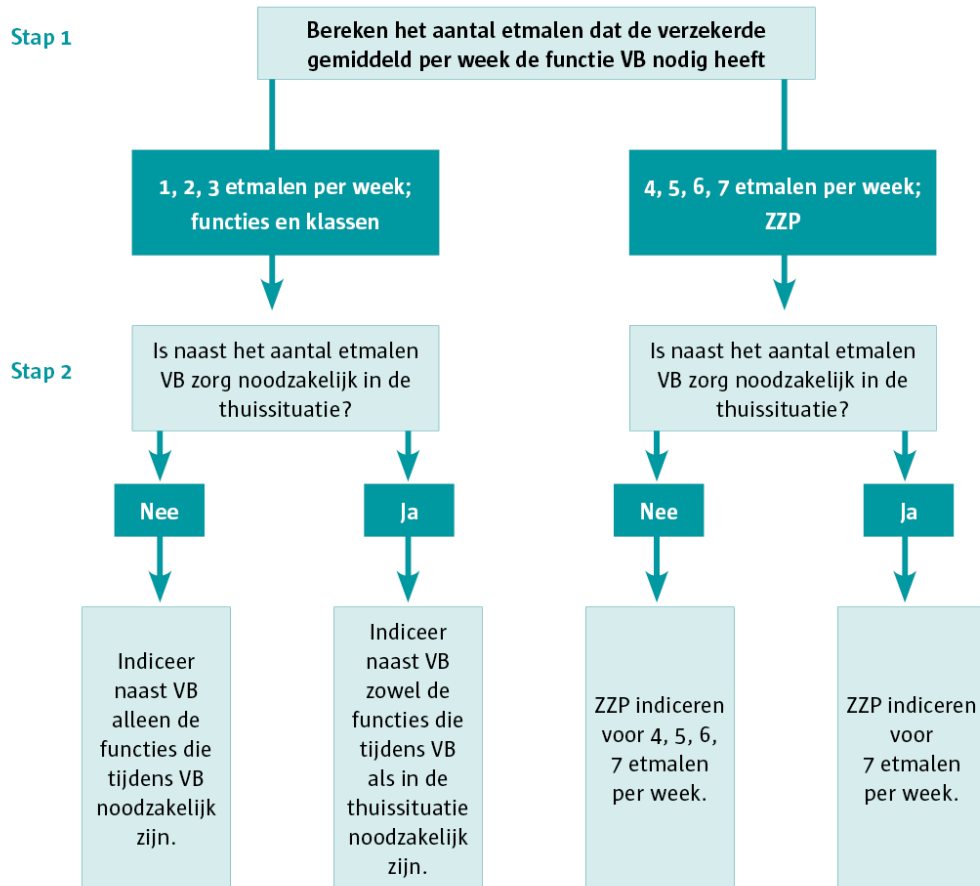 Stap 1
Bereken het aantal etmalen dat de verzekerde
gemiddeld per week de functie VB nodig heeft
1, 2, 3 etmalen per week;
functies en klassen
4, 5, 6, 7 etmalen per week;
ZZP
Stap 2
Is naast het aantal etmalen
VB zorg noodzakelijk in de
thuissituatie?
Is naast het aantal etmalen
VB zorg noodzakelijk in de
thuissituatie?
Nee
Ja
Nee
Ja
Indiceer
naast VB
alleen de
functies die
tijdens VB
noodzakelijk
zijn.
Indiceer
naast VB
zowel de
functies die
tijdens VB
als in de
thuissituatie
noodzakelijk
zijn.
ZZP indiceren
voor 4, 5, 6,
7 etmalen
per week.
ZZP indiceren
voor
7 etmalen
per week.